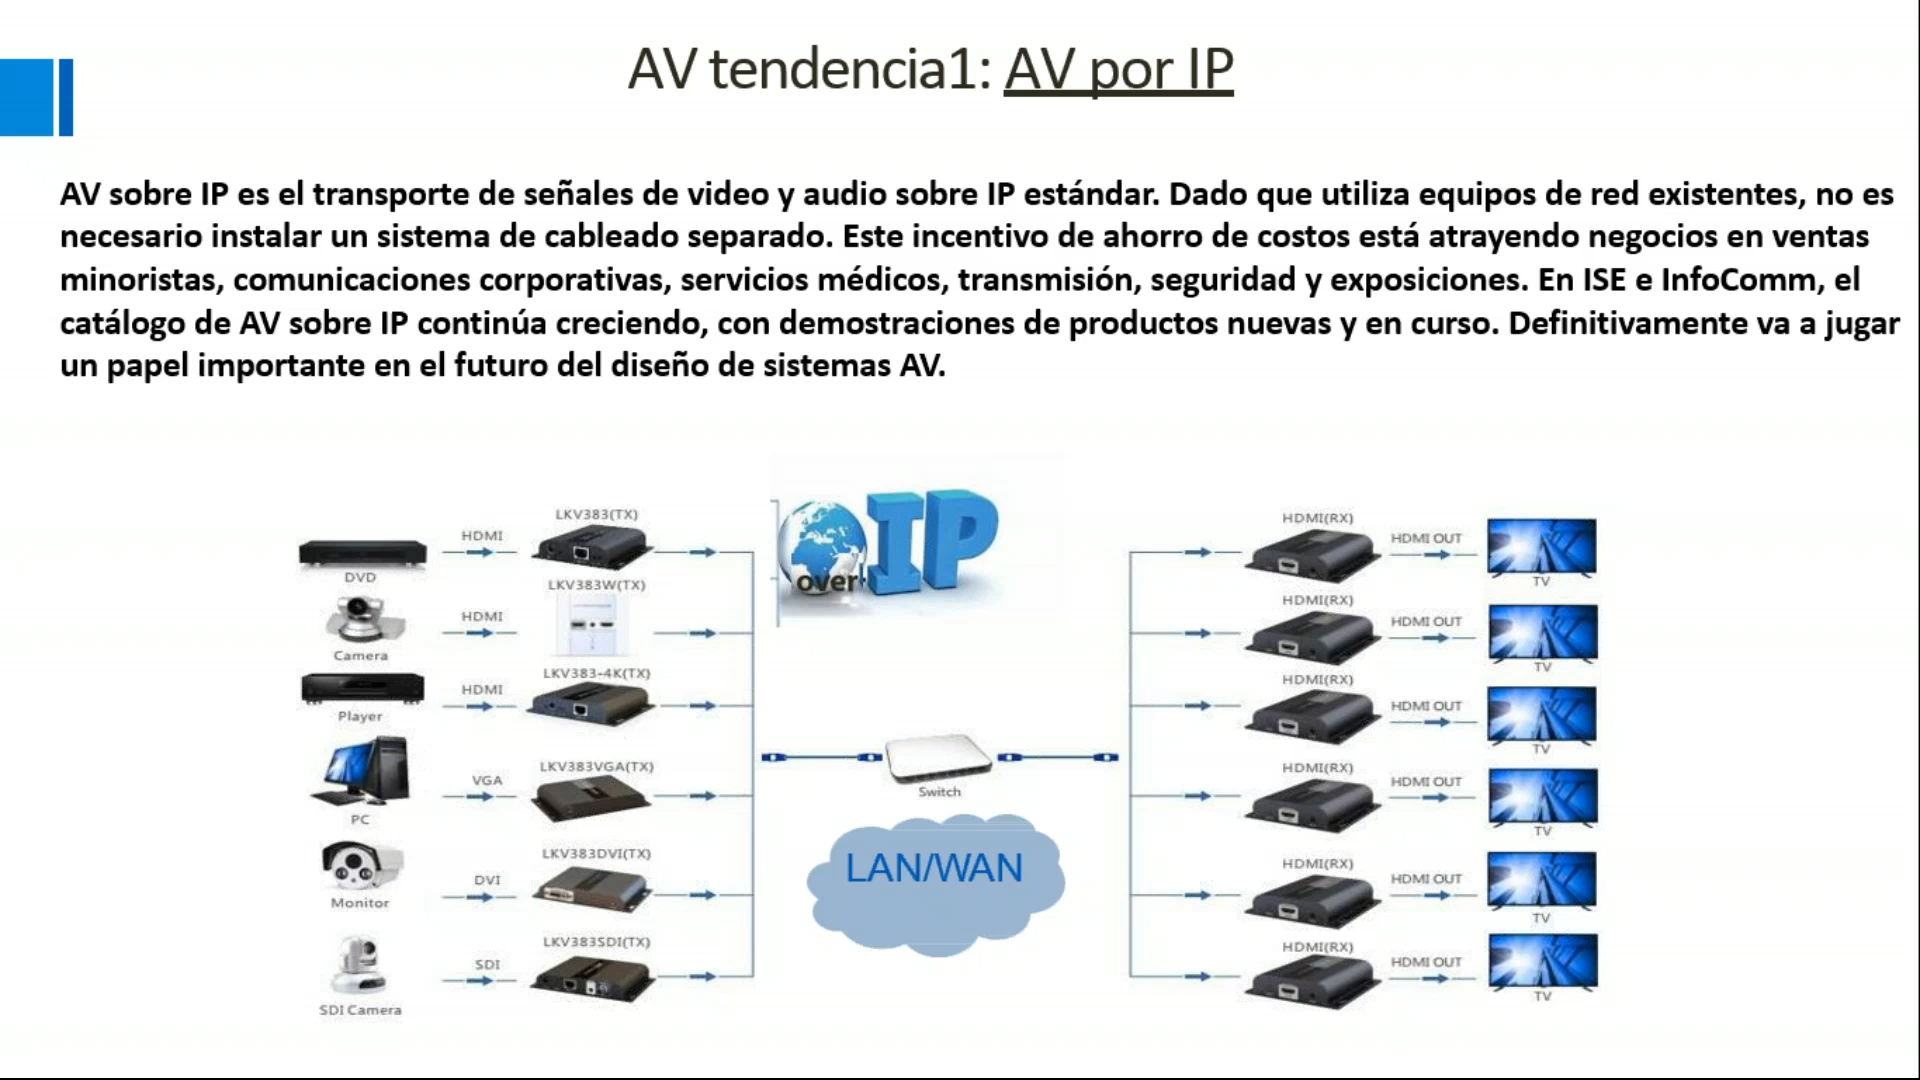 AV tendencia1: AV por IP
AV sobre IP es el transporte de señales de video y audio sobre IP estándar. Dado que utiliza equipos de red existentes, no es
necesario instalar un sistema de cableado separado. Este incentivo de ahorro de costos está atrayendo negocios en ventas
minoristas, comunicaciones corporativas, servicios médicos, transmisión, seguridad y exposiciones. En ISE e InfoComm, el
catálogo de AV sobre IP continúa creciendo, con demostraciones de productos nuevas y en curso. Definitivamente va a jugar
un papel importante en el futuro del diseño de sistemas AV.
DVD
HDMI
LKV383(TX)
Camera
HDMI
LKV383W(TX)
Player
HDMI
LKV383-4K(TX)
PC
VGA
LKV383VGA(TX)
Monitor
DVI
LKV383DVI(TX)
SDI Camera
SDI
LKV383SDI(TX)
over IP
Switch
LAN/WAN
HDMI(RX)
HDMI OUT
TV
HDMI(RX)
HDMI OUT
TV
HDMI(RX)
HDMI OUT
TV
HDMI(RX)
HDMI OUT
TV
HDMI(RX)
HDMI OUT
TV
HDMI(RX)
HDMI OUT
TV